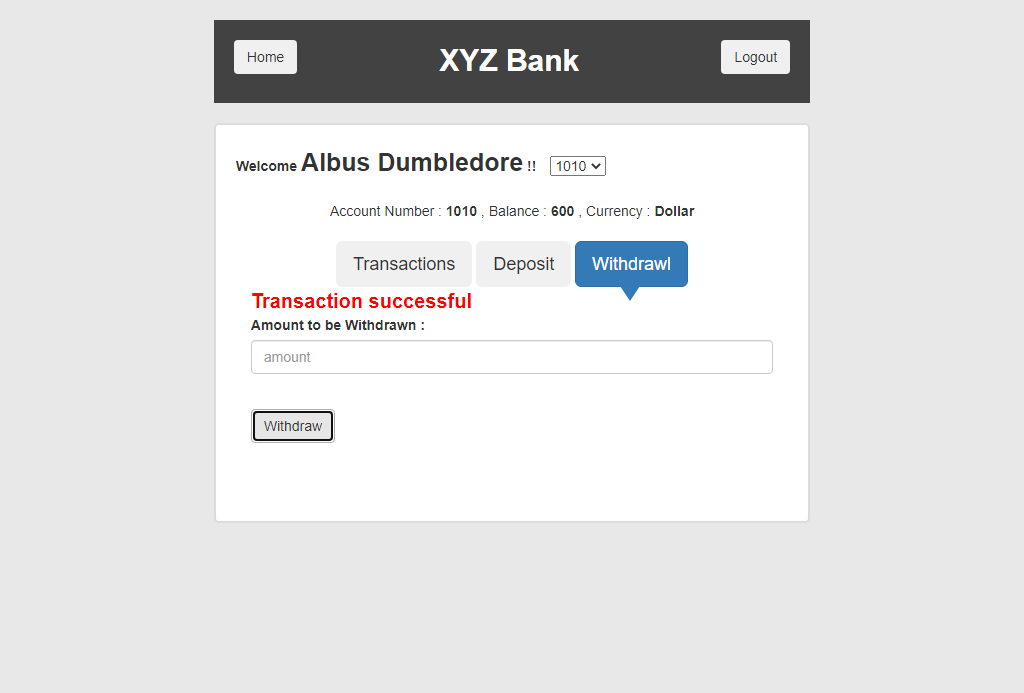 Home XYZ Bank Logout
Welcome Albus Dumbledore !! 1010
Account Number : 1010 , Balance : 600 , Currency : Dollar
Transactions Deposit Withdrawl
Transaction successful
Amount to be Withdrawn :
amount
Withdraw